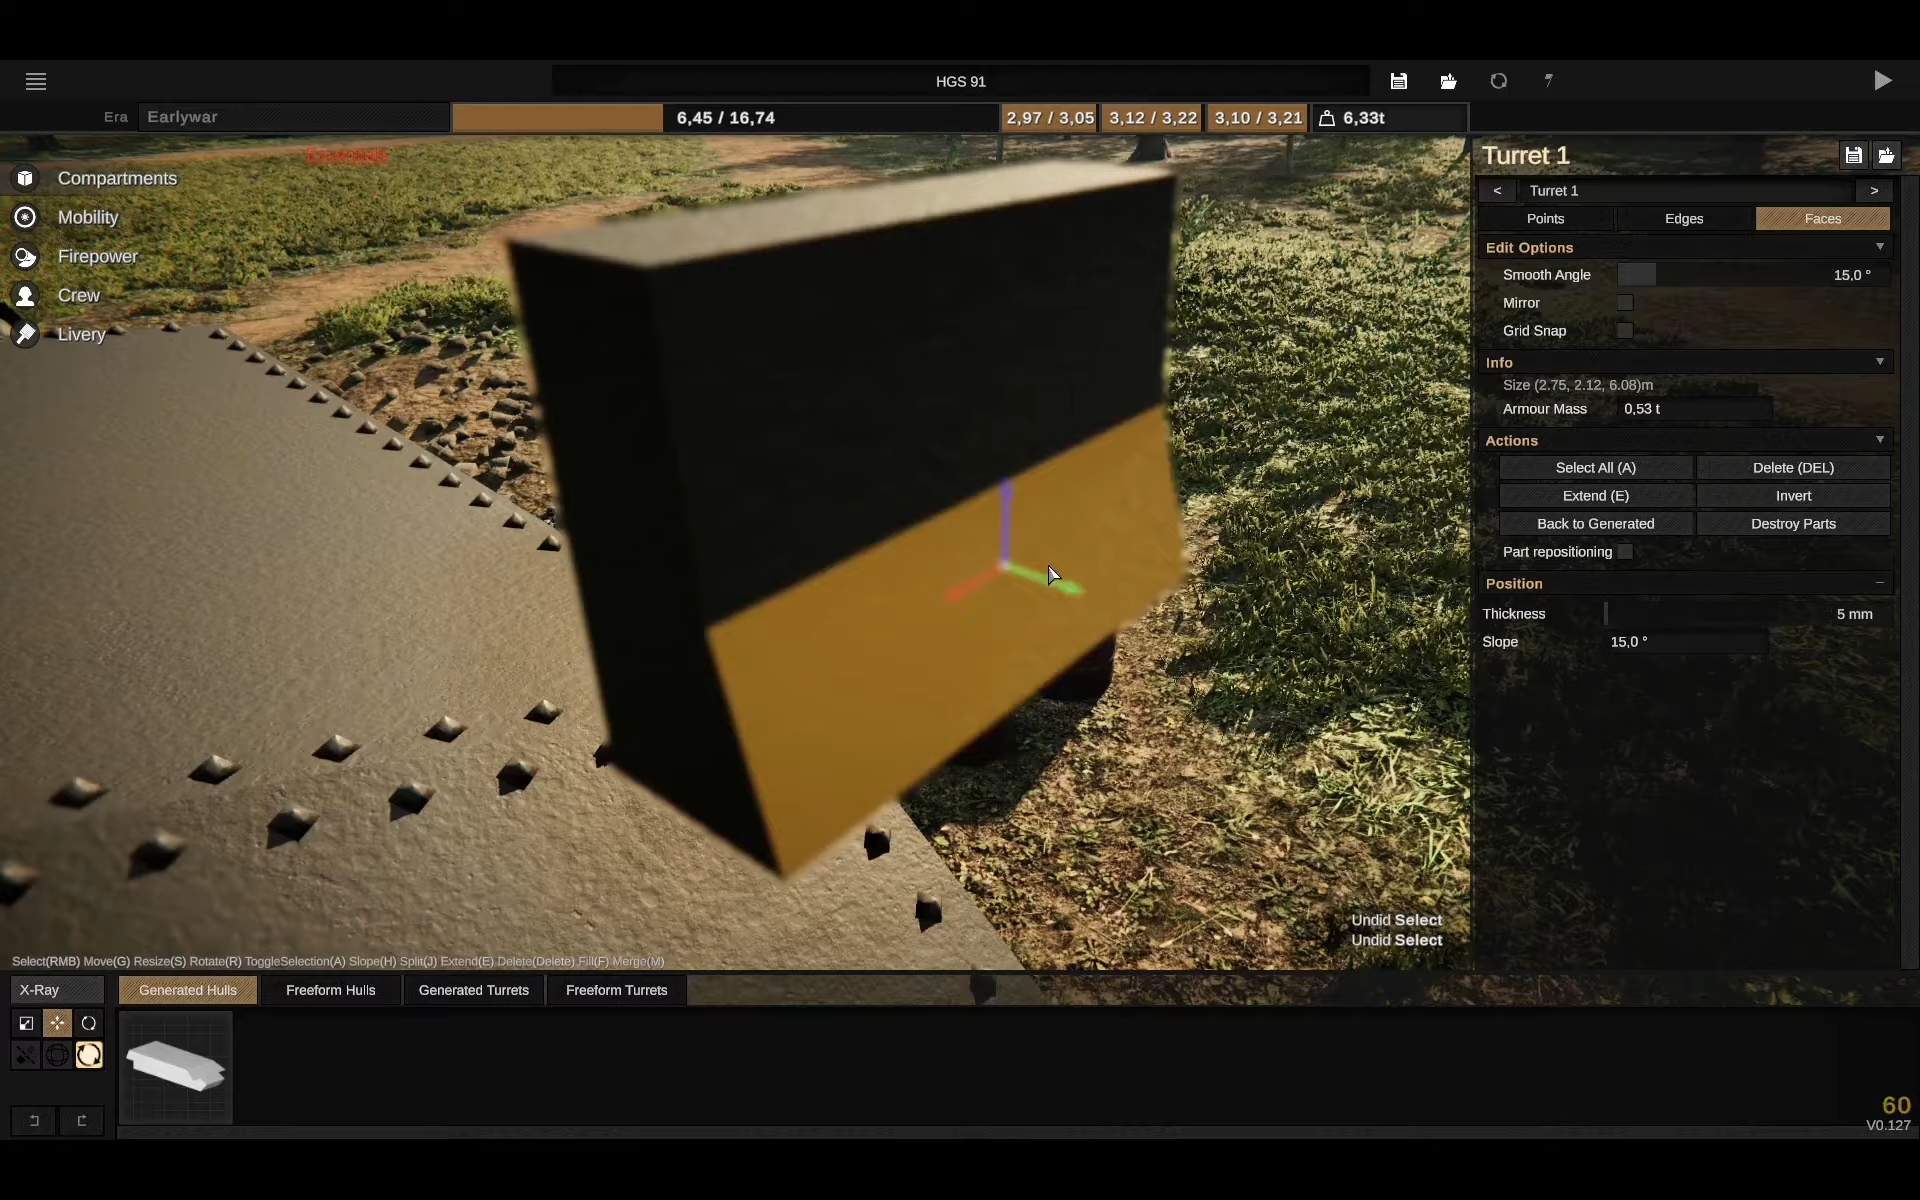 HGS 91
Era Earlywar 6,45 / 16,74 2,97 / 3,05 3,12 / 3,22 3,10 / 3,21 6,33t
Essentials
Compartments
Mobility
Firepower
Crew
Livery
Turret 1
< Turret 1 >
Points Edges Faces
Edit Options
Smooth Angle 15,0 °
Mirror
Grid Snap
Info
Size (2.75, 2.12, 6.08)m
Armour Mass 0,53 t
Actions
Select All (A) Delete (DEL)
Extend (E) Invert
Back to Generated Destroy Parts
Part repositioning
Position
Thickness 5 mm
Slope 15,0 °
Undid Select
Undid Select
Select(RMB) Move(G) Resize(S) Rotate(R) ToggleSelection(A) Slope(H) Split(J) Extend(E) Delete(Delete) Fill(F) Merge(M)
X-Ray Generated Hulls Freeform Hulls Generated Turrets Freeform Turrets
60
V0.127